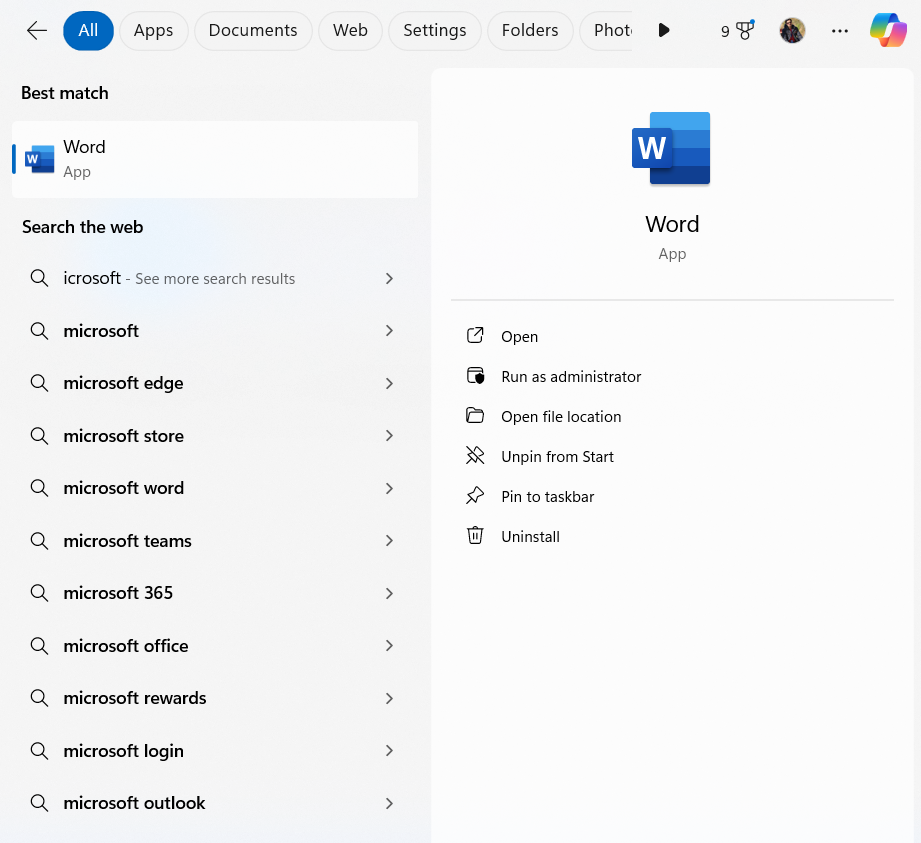 All Apps Documents Web Settings Folders Phot 9
Best match
Word
App
Search the web
icrosoft - See more search results
microsoft
microsoft edge
microsoft store
microsoft word
microsoft teams
microsoft 365
microsoft office
microsoft rewards
microsoft login
microsoft outlook
W
W
Word
App
Open
Run as administrator
Open file location
Unpin from Start
Pin to taskbar
Uninstall